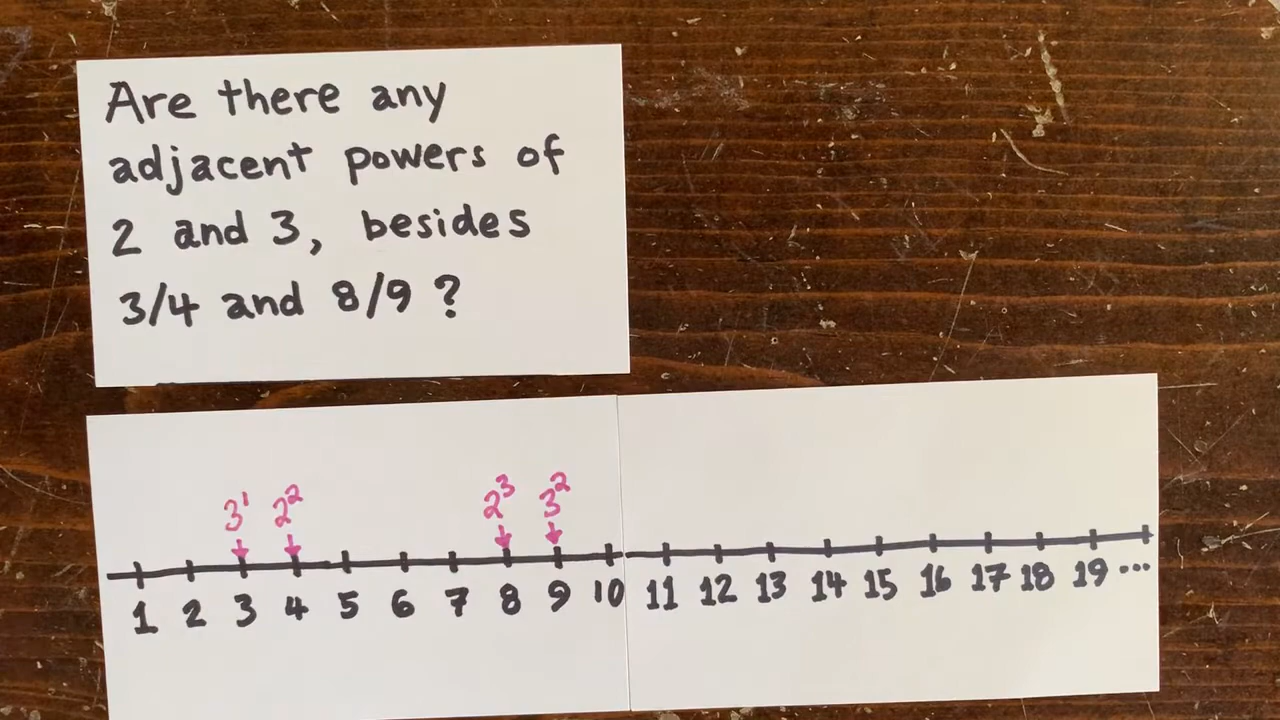 Are there any
adjacent powers of
2 and 3, besides
3/4 and 8/9 ?
3¹ 2² 2³ 3²
1 2 3 4 5 6 7 8 9 10 11 12 13 14 15 16 17 18 19 ...